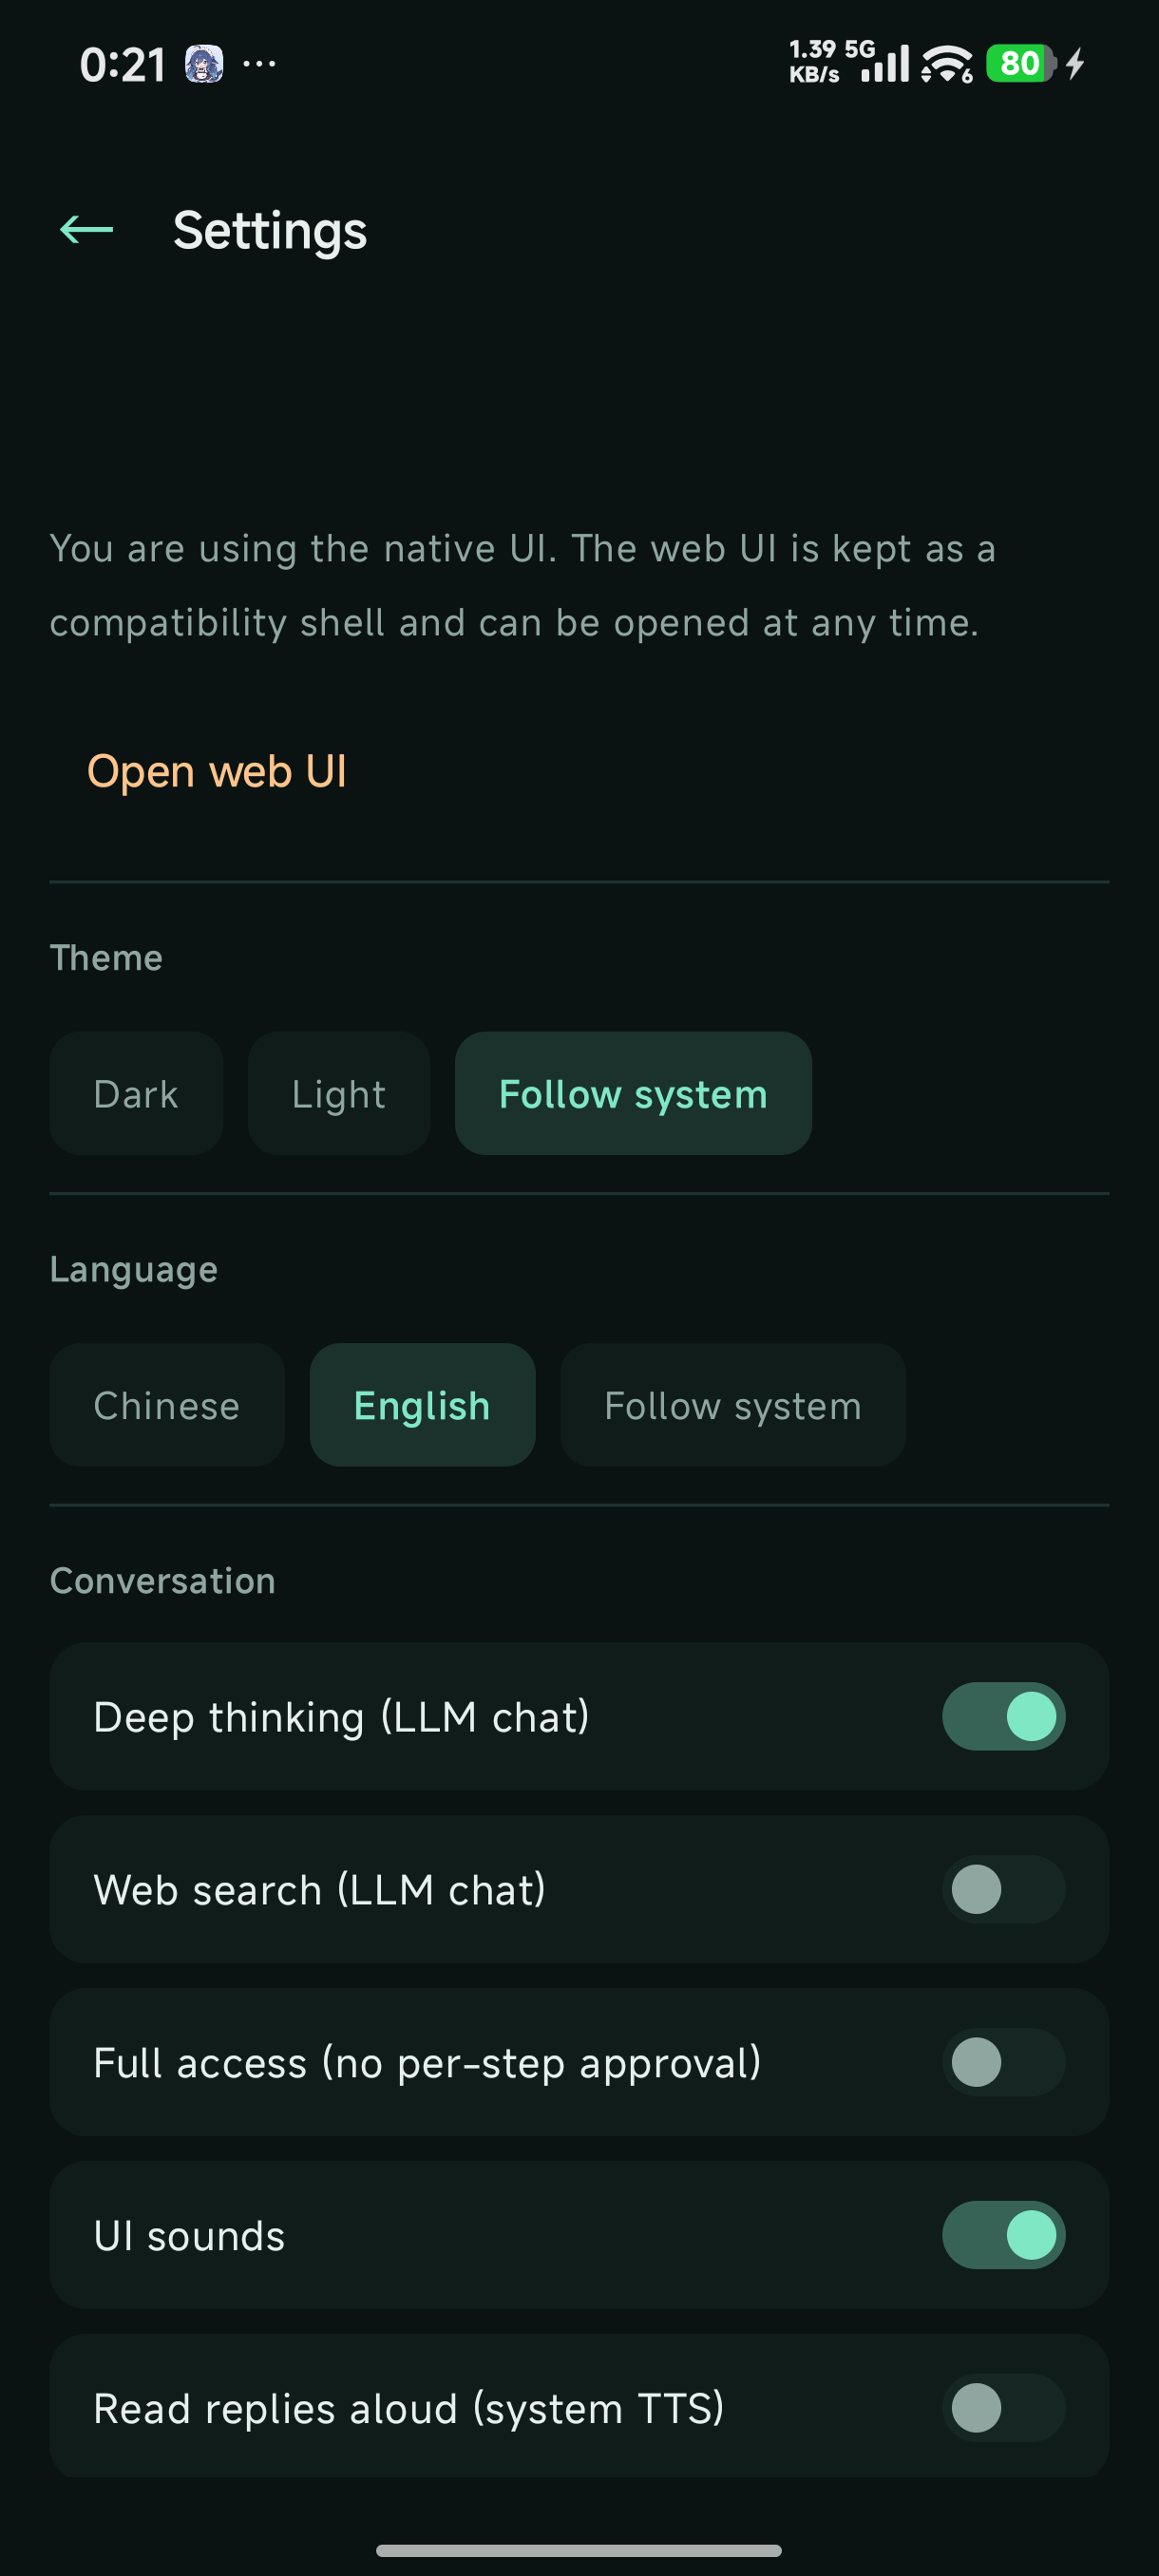 0:21 ...
1.39 5G
KB/s
6
80
Settings
You are using the native UI. The web UI is kept as a
compatibility shell and can be opened at any time.
Open web UI
Theme
Dark
Light
Follow system
Language
Chinese
English
Follow system
Conversation
Deep thinking (LLM chat)
Web search (LLM chat)
Full access (no per-step approval)
UI sounds
Read replies aloud (system TTS)